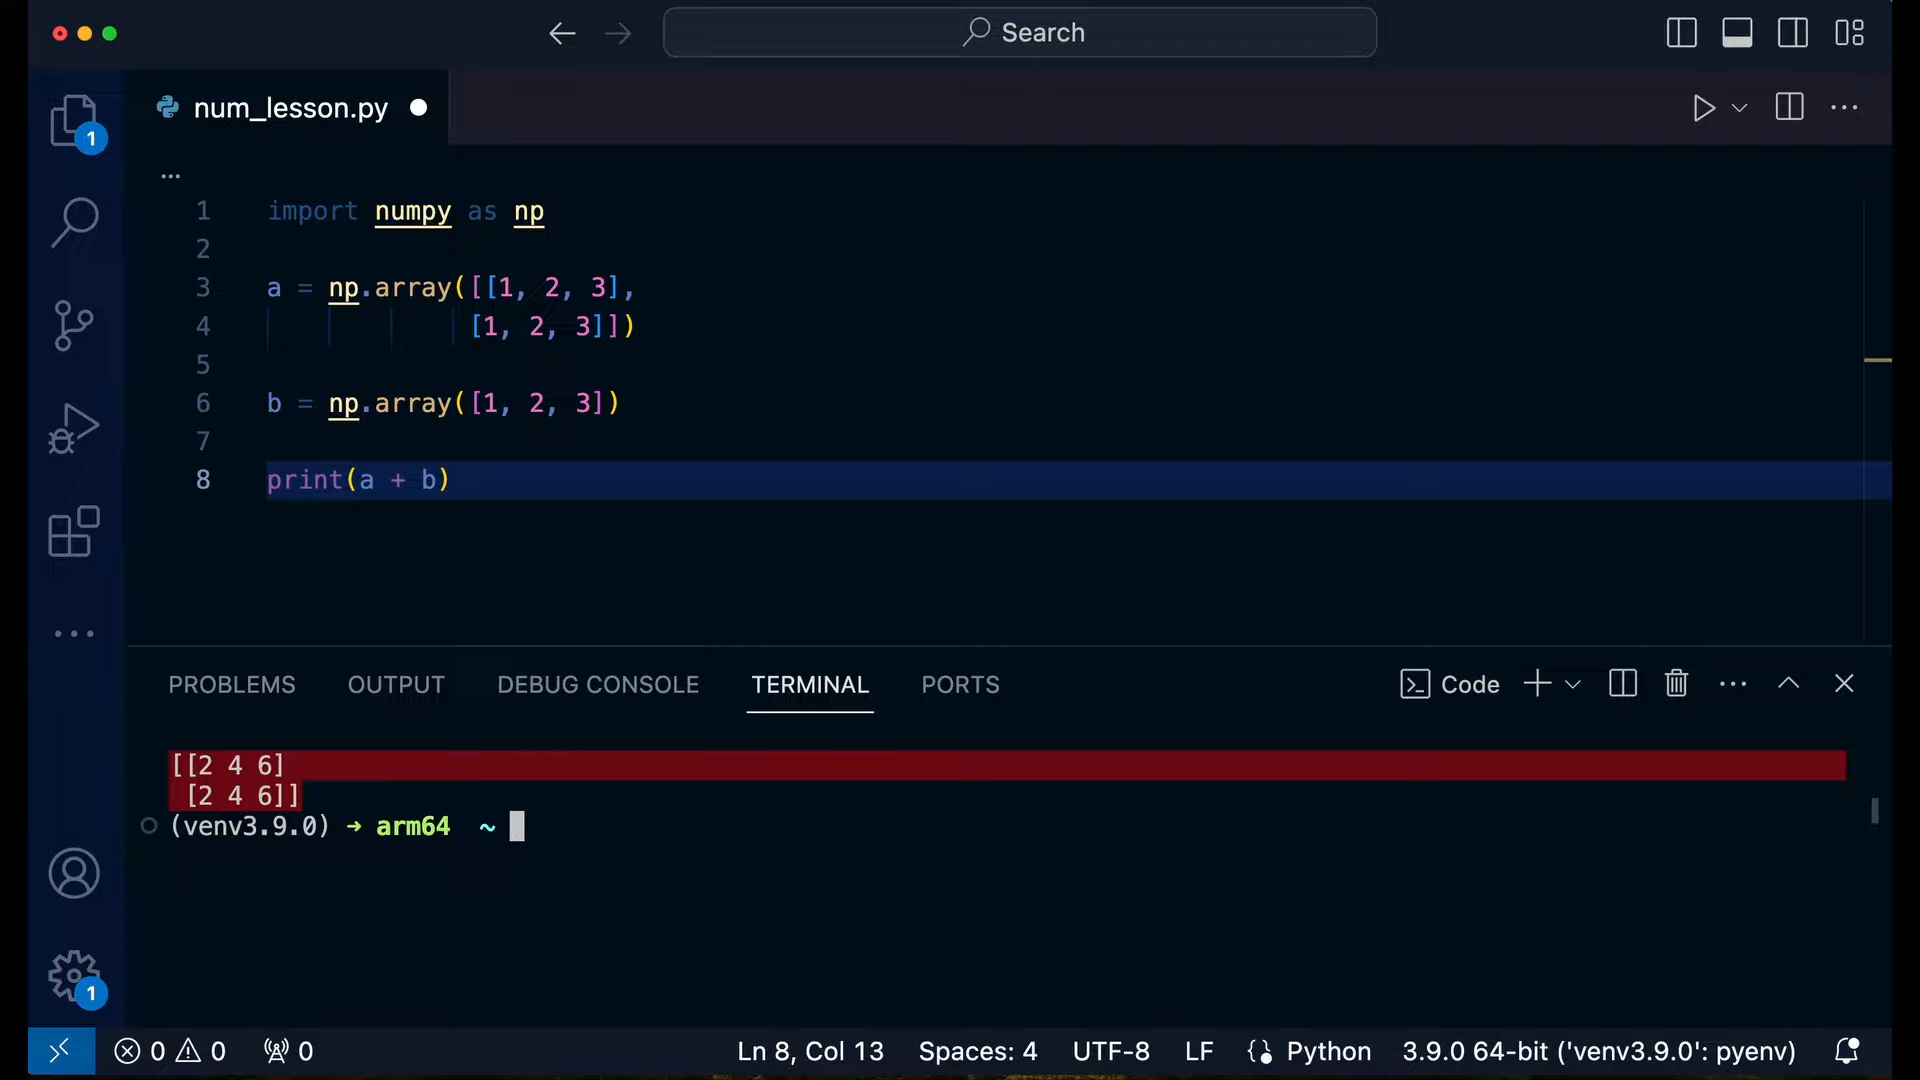 Search
num_lesson.py
1
...
1 import numpy as np
2
3 a = np.array([[1, 2, 3],
4 [1, 2, 3]])
5
6 b = np.array([1, 2, 3])
7
8 print(a + b)
PROBLEMS OUTPUT DEBUG CONSOLE TERMINAL PORTS Code
[[2 4 6]
[2 4 6]]
(venv3.9.0) → arm64 ~
1
0 0 0 Ln 8, Col 13 Spaces: 4 UTF-8 LF Python 3.9.0 64-bit ('venv3.9.0': pyenv)